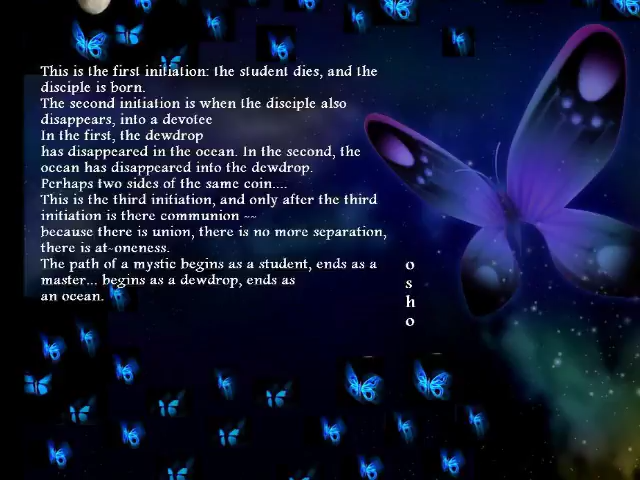 This is the first initiation: the student dies, and the
disciple is born.
The second initiation is when the disciple also
disappears, into a devotee
In the first, the dewdrop
has disappeared in the ocean. In the second, the
ocean has disappeared into the dewdrop.
Perhaps two sides of the same coin....
This is the third initiation, and only after the third
initiation is there communion ~~
because there is union, there is no more separation,
there is at-oneness.
The path of a mystic begins as a student, ends as a
master... begins as a dewdrop, ends as
an ocean.
o
s
h
o